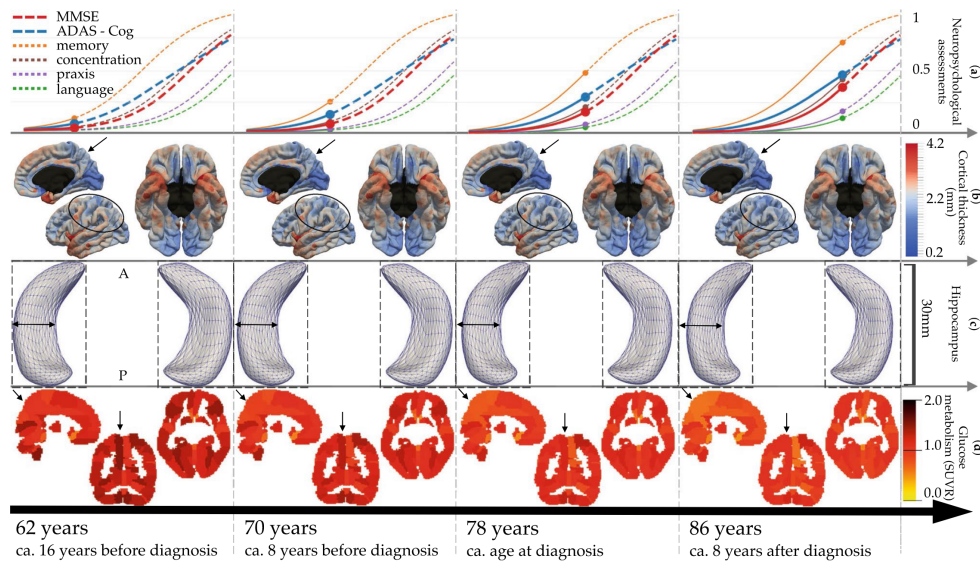 MMSE
ADAS - Cog
memory
concentration
praxis
language
1
0.5
0
Neuropsychological
assessments
(a)
4.2
2.2
0.2
Cortical thickness
(mm)
(b)
A
P
30mm
Hippocampus
(c)
2.0
1.0
0.0
Glucose
metabolism (SUVR)
(d)
62 years
ca. 16 years before diagnosis
70 years
ca. 8 years before diagnosis
78 years
ca. age at diagnosis
86 years
ca. 8 years after diagnosis